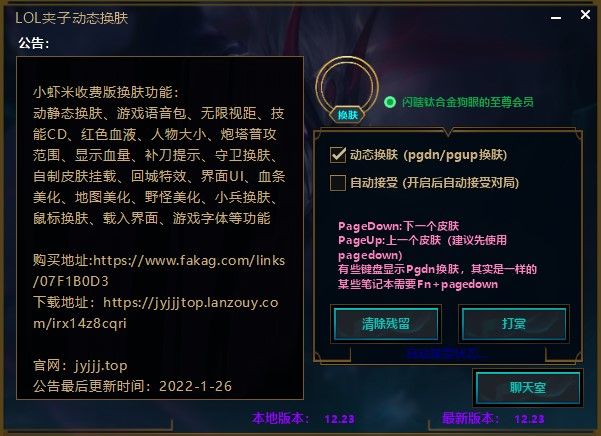 LOL夹子动态换肤
公告：
小虾米收费版换肤功能：
动静态换肤、游戏语音包、无限视距、技
能CD、红色血液、人物大小、炮塔普攻
范围、显示血量、补刀提示、守卫换肤、
自制皮肤挂载、回城特效、界面UI、血条
美化、地图美化、野怪美化、小兵换肤、
鼠标换肤、载入界面、游戏字体等功能
购买地址:https://www.fakag.com/links
/07F1B0D3
下载地址：https://jyjjjtop.lanzouy.co
m/irx14z8cqri
官网：jyjjj.top
公告最后更新时间：2022-1-26
换肤
闪瞎钛合金狗眼的至尊会员
动态换肤 (pgdn/pgup换肤)
自动接受 (开启后自动接受对局)
PageDown:下一个皮肤
PageUp:上一个皮肤 (建议先使用
pagedown)
有些键盘显示Pgdn换肤，其实是一样的
某些笔记本需要Fn+pagedown
清除残留
打赏
聊天室
本地版本： 12.23
最新版本： 12.23